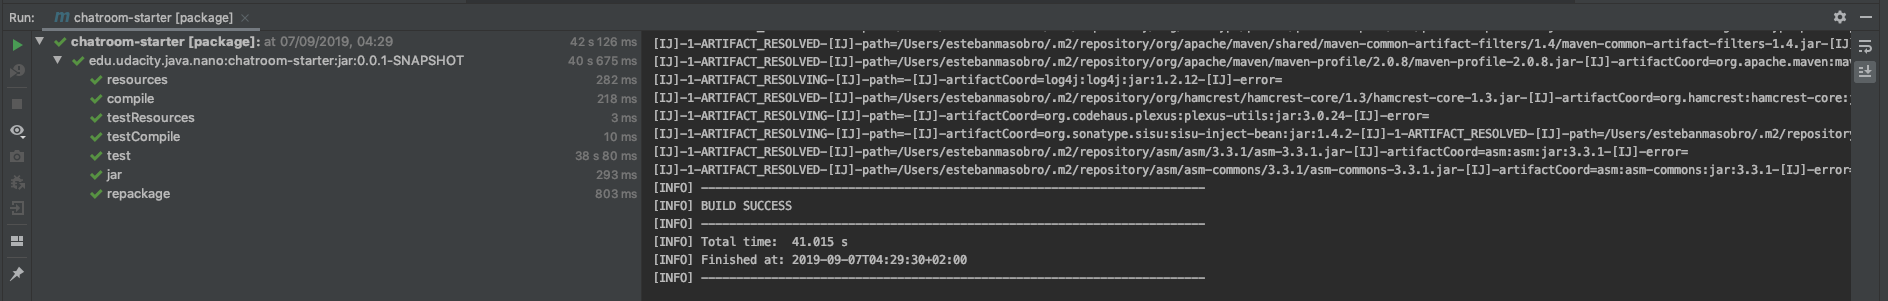 Run: chatroom-starter [package] ×
chatroom-starter [package]: at 07/09/2019, 04:29 42 s 126 ms
edu.udacity.java.nano:chatroom-starter:jar:0.0.1-SNAPSHOT 40 s 675 ms
resources 282 ms
compile 218 ms
testResources 3 ms
testCompile 10 ms
test 38 s 80 ms
jar 293 ms
repackage 803 ms
[IJ]-1-ARTIFACT_RESOLVED-[IJ]-path=/Users/estebanmasobro/.m2/repository/org/apache/maven/shared/maven-common-artifact-filters/1.4/maven-common-artifact-filters-1.4.jar-[IJ
[IJ]-1-ARTIFACT_RESOLVED-[IJ]-path=/Users/estebanmasobro/.m2/repository/org/apache/maven/maven-profile/2.0.8/maven-profile-2.0.8.jar-[IJ]-artifactCoord=org.apache.maven:ma
[IJ]-1-ARTIFACT_RESOLVING-[IJ]-path=-[IJ]-artifactCoord=log4j:log4j:jar:1.2.12-[IJ]-error=
[IJ]-1-ARTIFACT_RESOLVED-[IJ]-path=/Users/estebanmasobro/.m2/repository/org/hamcrest/hamcrest-core/1.3/hamcrest-core-1.3.jar-[IJ]-artifactCoord=org.hamcrest:hamcrest-core:
[IJ]-1-ARTIFACT_RESOLVING-[IJ]-path=-[IJ]-artifactCoord=org.codehaus.plexus:plexus-utils:jar:3.0.24-[IJ]-error=
[IJ]-1-ARTIFACT_RESOLVING-[IJ]-path=-[IJ]-artifactCoord=org.sonatype.sisu:sisu-inject-bean:jar:1.4.2-[IJ]-1-ARTIFACT_RESOLVED-[IJ]-path=/Users/estebanmasobro/.m2/repository
[IJ]-1-ARTIFACT_RESOLVED-[IJ]-path=/Users/estebanmasobro/.m2/repository/asm/asm/3.3.1/asm-3.3.1.jar-[IJ]-artifactCoord=asm:asm:jar:3.3.1-[IJ]-error=
[IJ]-1-ARTIFACT_RESOLVED-[IJ]-path=/Users/estebanmasobro/.m2/repository/asm/asm-commons/3.3.1/asm-commons-3.3.1.jar-[IJ]-artifactCoord=asm:asm-commons:jar:3.3.1-[IJ]-error=
[INFO] ------------------------------------------------------------------------
[INFO] BUILD SUCCESS
[INFO] ------------------------------------------------------------------------
[INFO] Total time:  41.015 s
[INFO] Finished at: 2019-09-07T04:29:30+02:00
[INFO] ------------------------------------------------------------------------